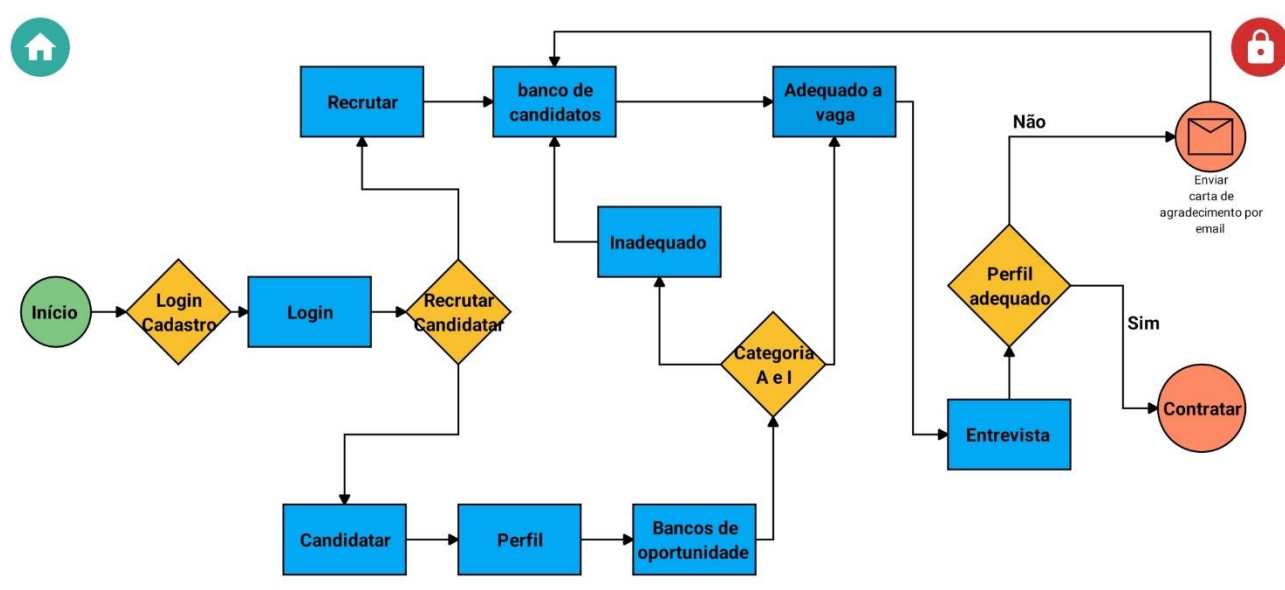 Recrutar
banco de
candidatos
Adequado a
vaga
Não
Enviar
carta de
agradecimento por
email
Inadequado
Início
Login
Cadastro
Login
Recrutar
Candidatar
Perfil
adequado
Sim
Categoria
A e I
Contratar
Entrevista
Candidatar
Perfil
Bancos de
oportunidade